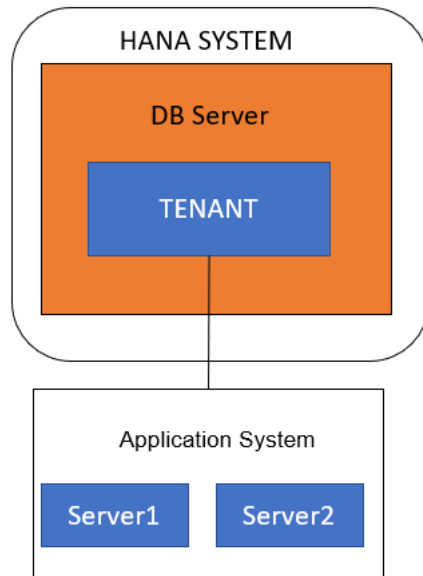 HANA SYSTEM
DB Server
TENANT
Application System
Server1
Server2